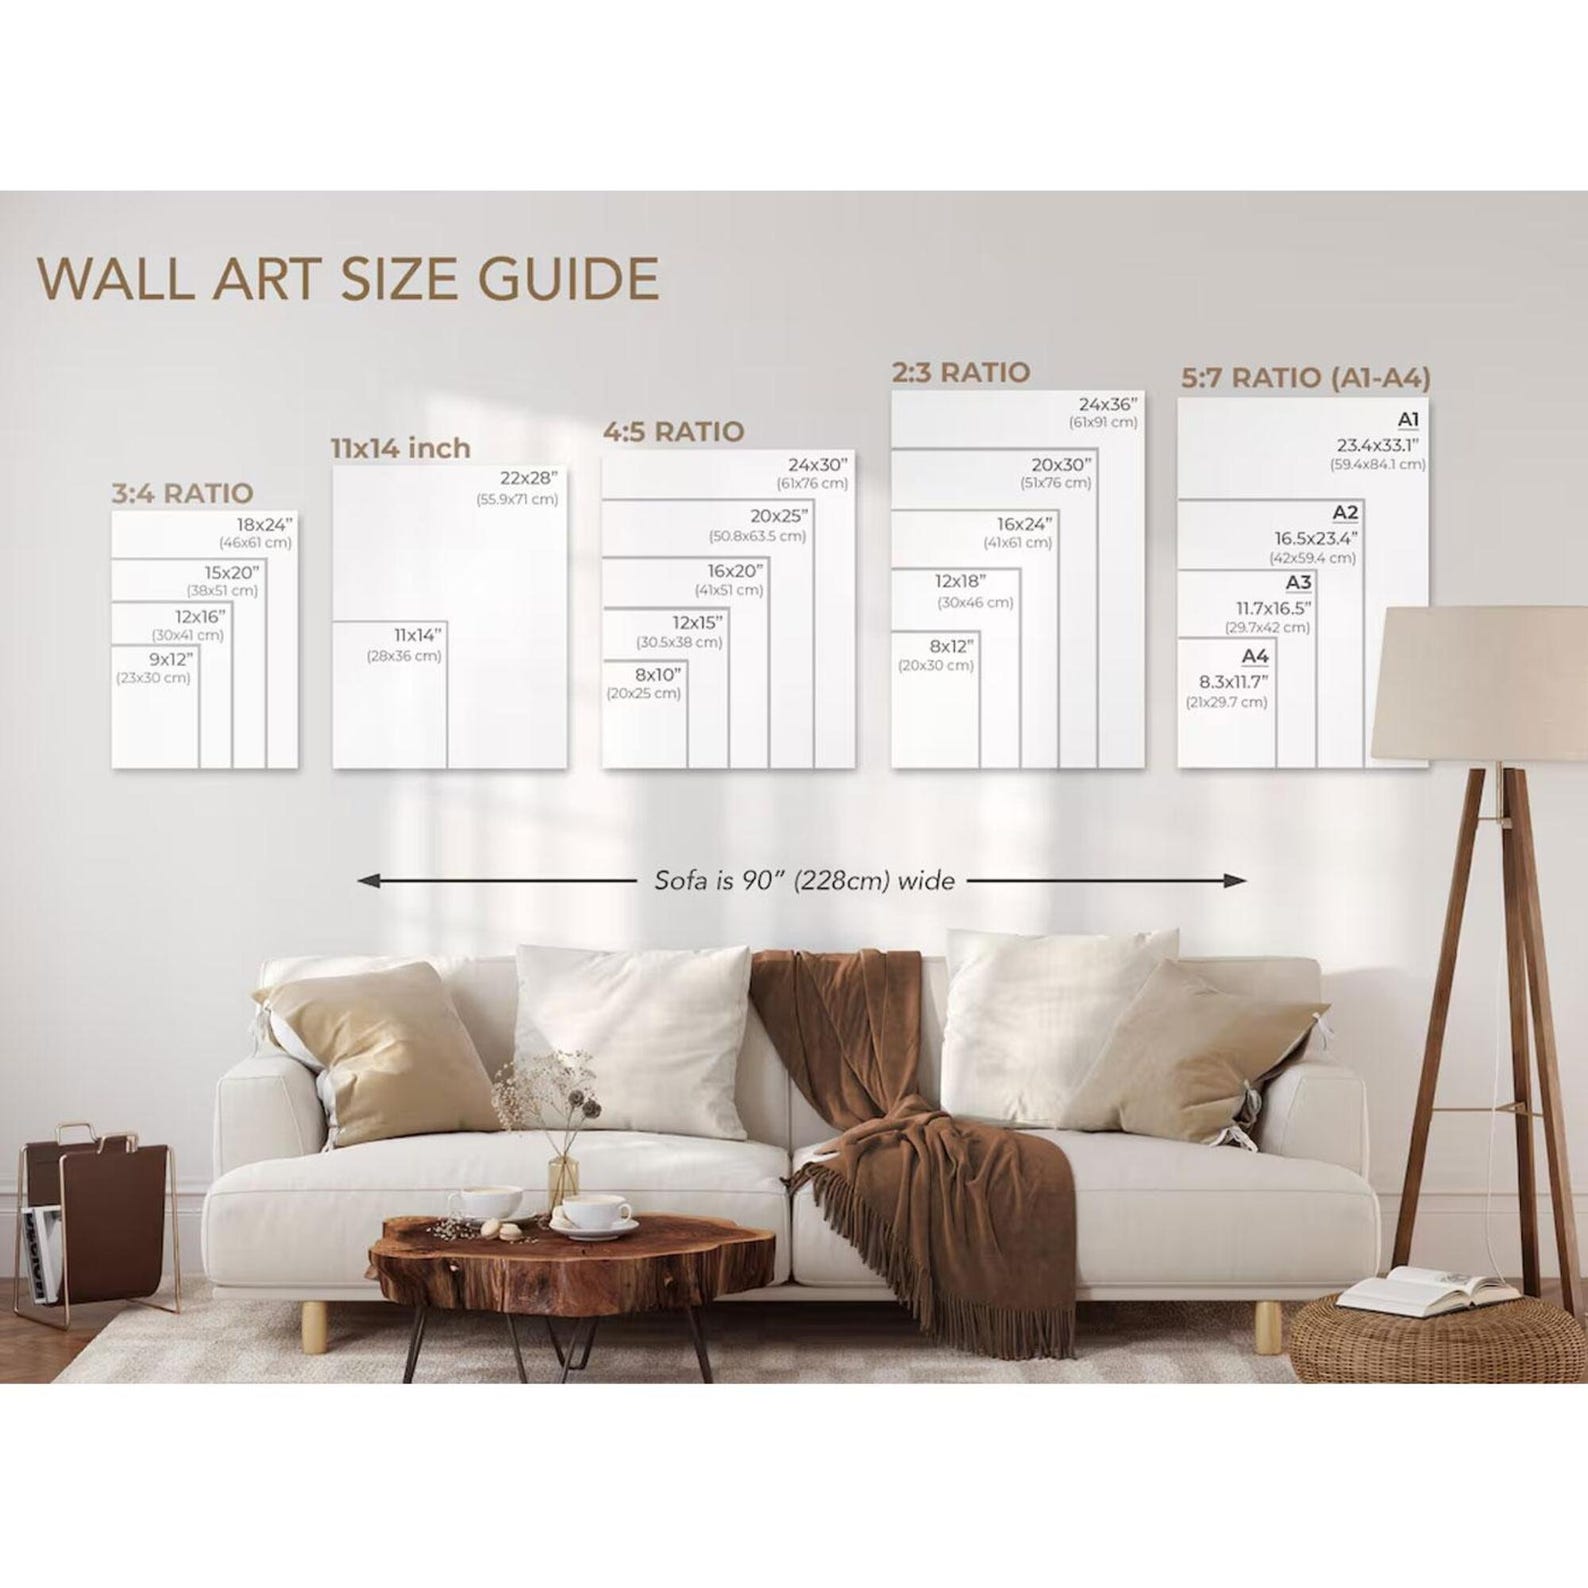 WALL ART SIZE GUIDE
3:4 RATIO
18x24”
(46x61 cm)
15x20”
(38x51 cm)
12x16”
(30x41 cm)
9x12”
(23x30 cm)
11x14 inch
22x28”
(55.9x71 cm)
11x14”
(28x36 cm)
4:5 RATIO
24x30”
(61x76 cm)
20x25”
(50.8x63.5 cm)
16x20”
(41x51 cm)
12x15”
(30.5x38 cm)
8x10”
(20x25 cm)
2:3 RATIO
24x36”
(61x91 cm)
20x30”
(51x76 cm)
16x24”
(41x61 cm)
12x18”
(30x46 cm)
8x12”
(20x30 cm)
5:7 RATIO (A1-A4)
A1
23.4x33.1”
(59.4x84.1 cm)
A2
16.5x23.4”
(42x59.4 cm)
A3
11.7x16.5”
(29.7x42 cm)
A4
8.3x11.7”
(21x29.7 cm)
Sofa is 90” (228cm) wide